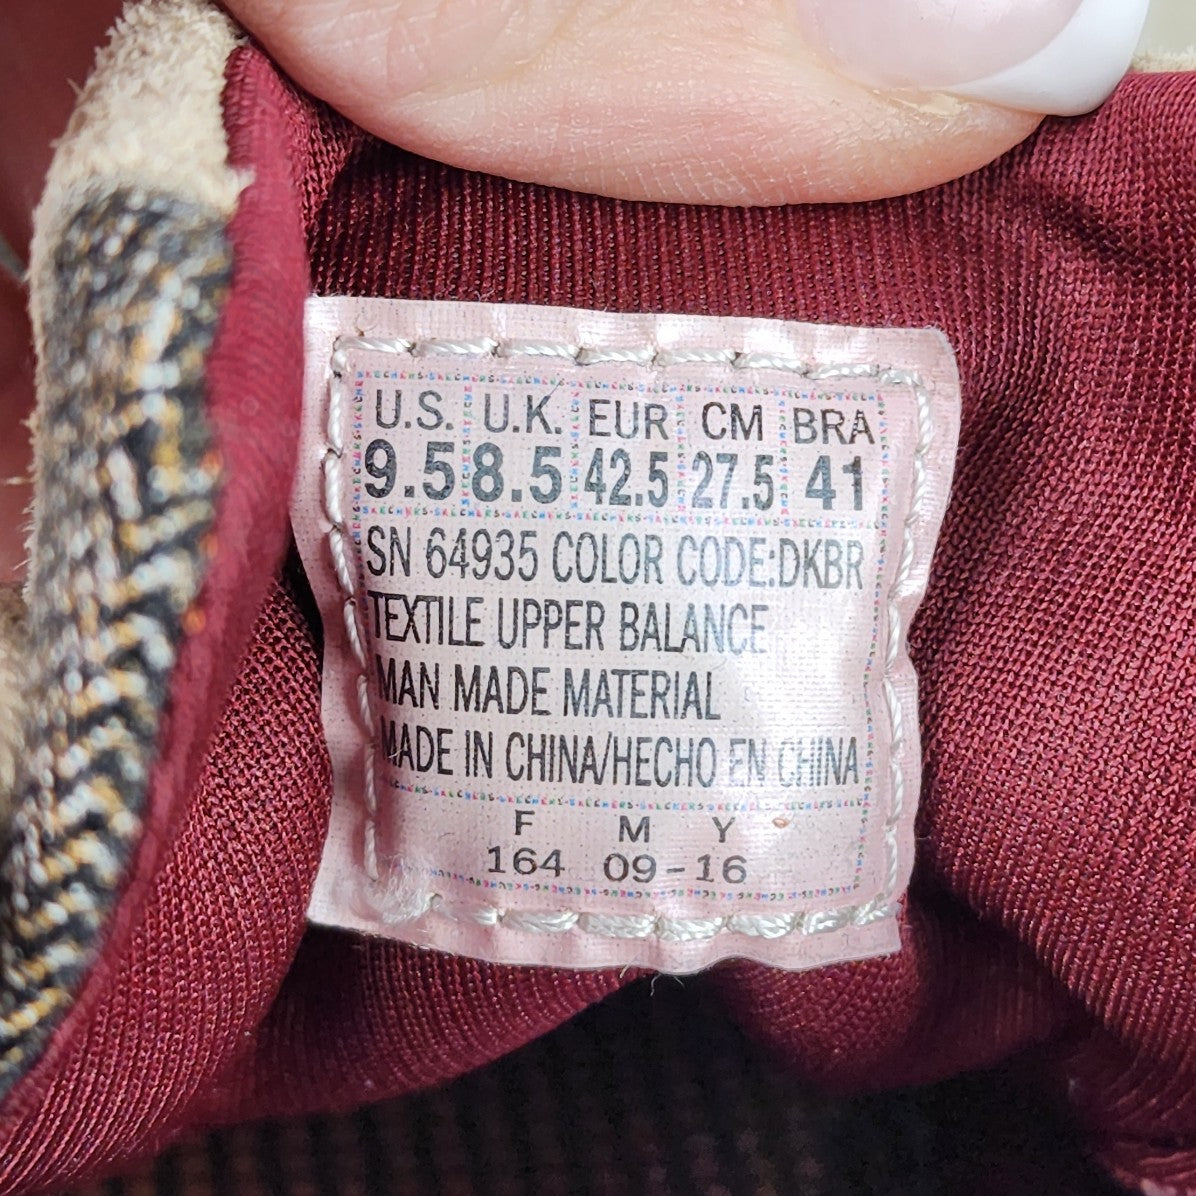 U.S. U.K. EUR CM BRA
9.5 8.5 42.5 27.5 41
SN 64935 COLOR CODE:DKBR
TEXTILE UPPER BALANCE
MAN MADE MATERIAL
MADE IN CHINA/HECHO EN CHINA
F M Y
164 09-16